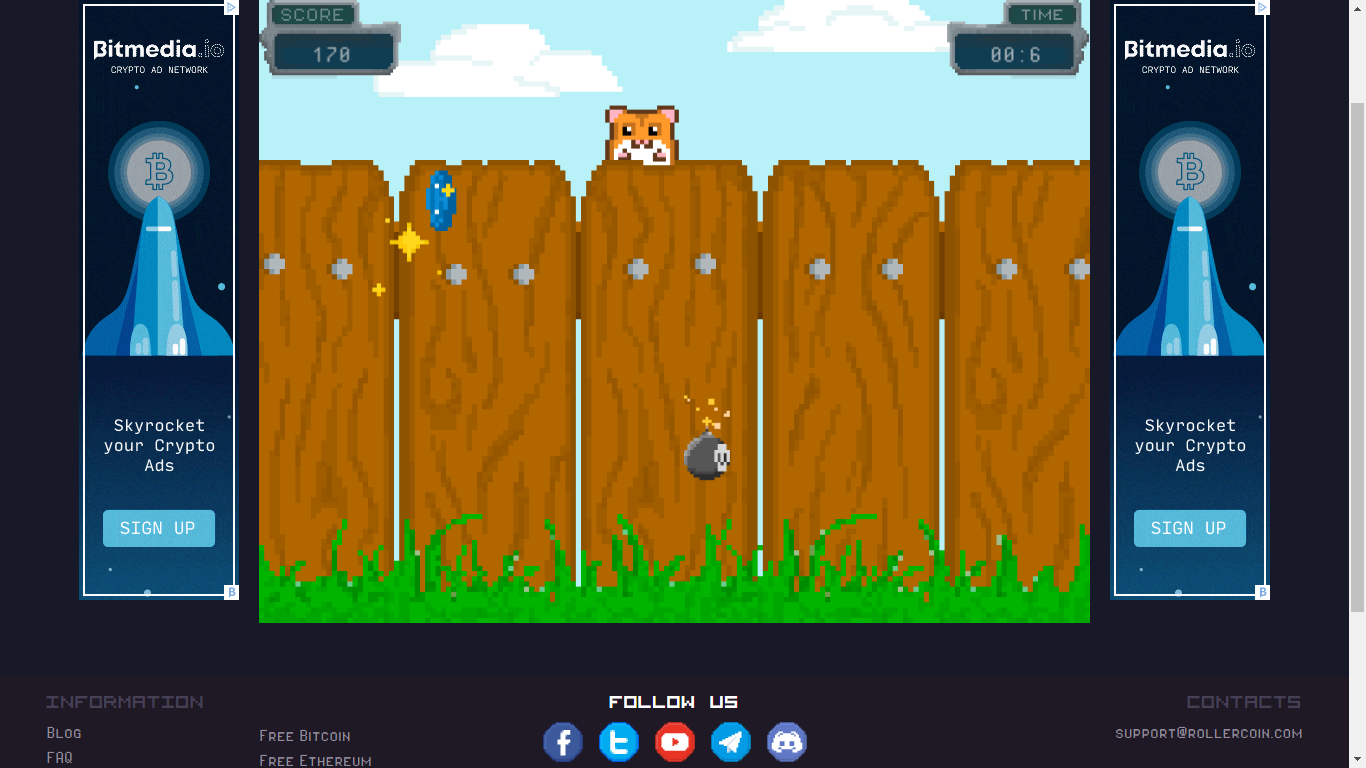 SCORE
170
TIME
00:6
Bitmedia.io
CRYPTO AD NETWORK
Skyrocket
your Crypto
Ads
SIGN UP
Bitmedia.io
CRYPTO AD NETWORK
Skyrocket
your Crypto
Ads
SIGN UP
INFORMATION
Blog
FAQ
Free Bitcoin
Free Ethereum
FOLLOW US
CONTACTS
support@rollercoin.com